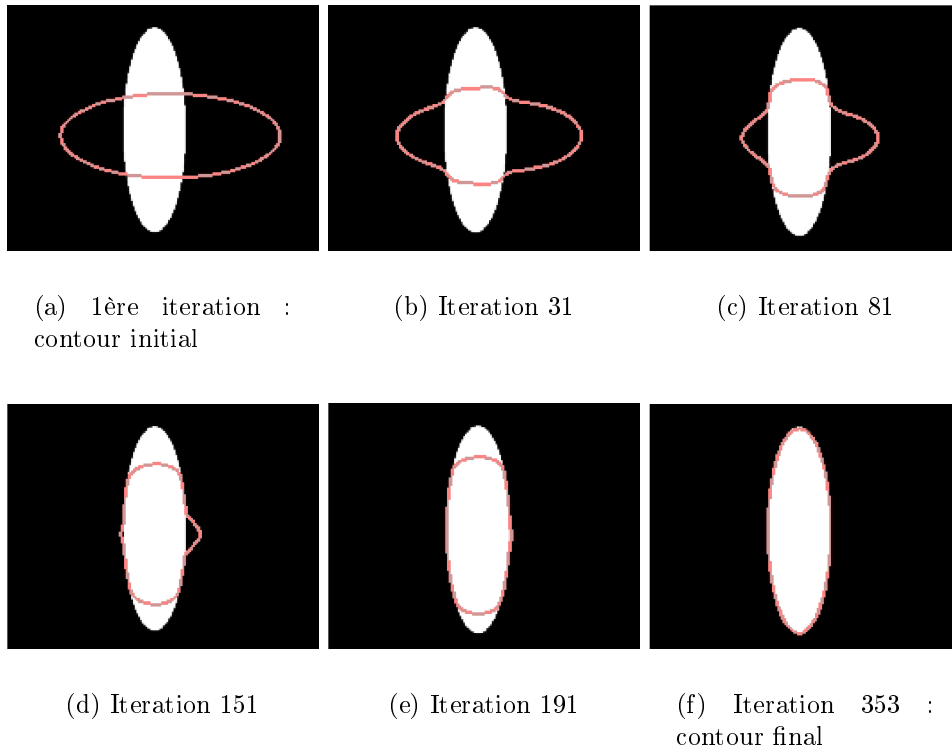 (a) 1ère iteration :
contour initial
(b) Iteration 31
(c) Iteration 81
(d) Iteration 151
(e) Iteration 191
(f) Iteration 353 :
contour final